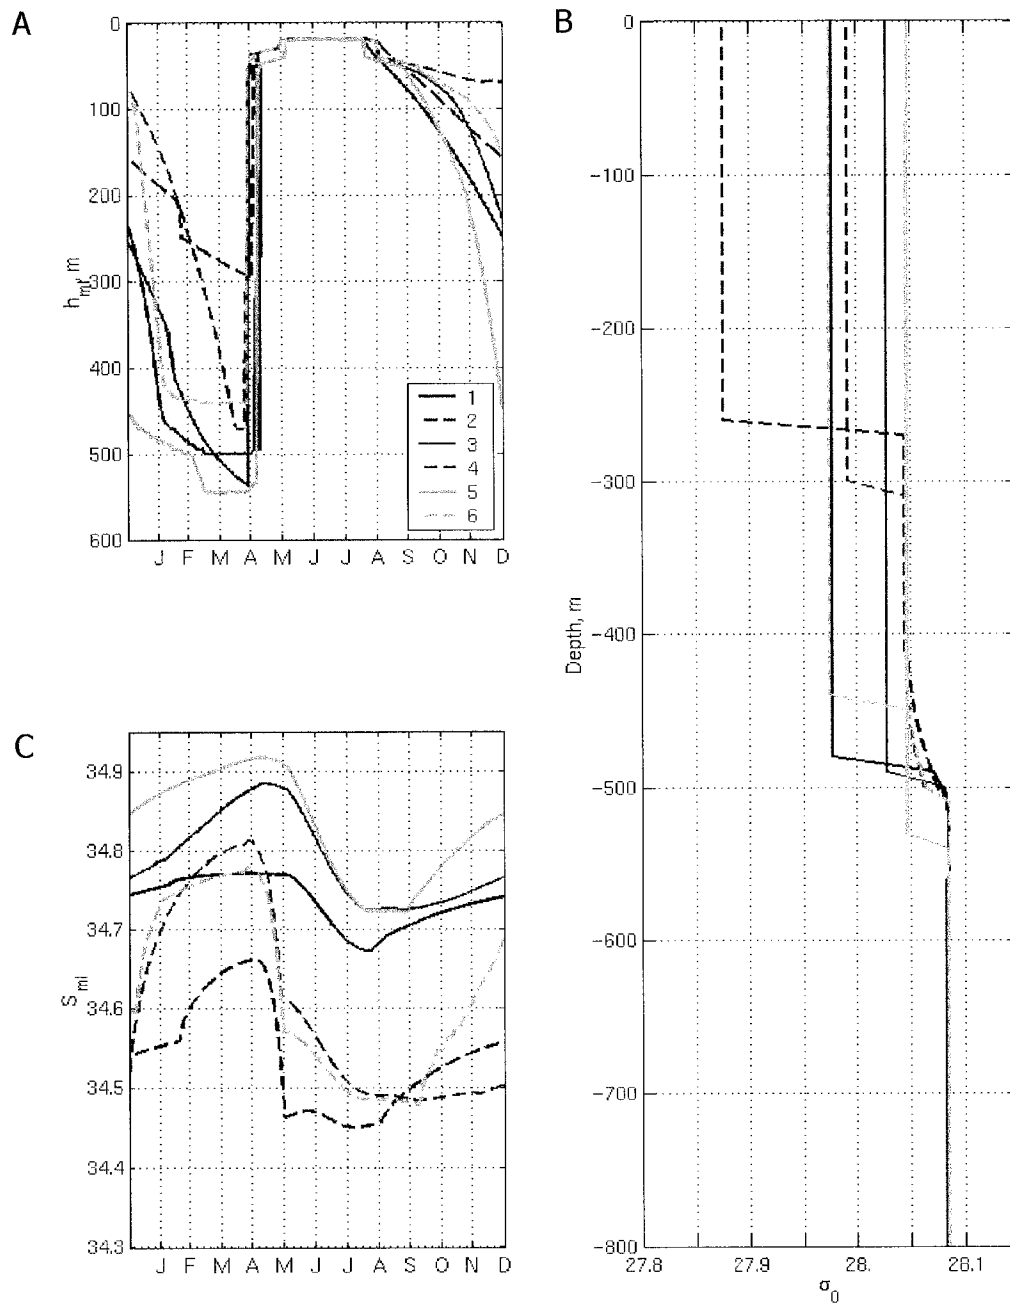 A
0
100
200
300
400
500
600
h_ml, m
J F M A M J J A S O N D
1
2
3
4
5
6
B
0
-100
-200
-300
-400
-500
-600
-700
-800
Depth, m
27.8 27.9 28. 28.1
σ_0
C
34.9
34.8
34.7
34.6
34.5
34.4
34.3
S_ml
J F M A M J J A S O N D